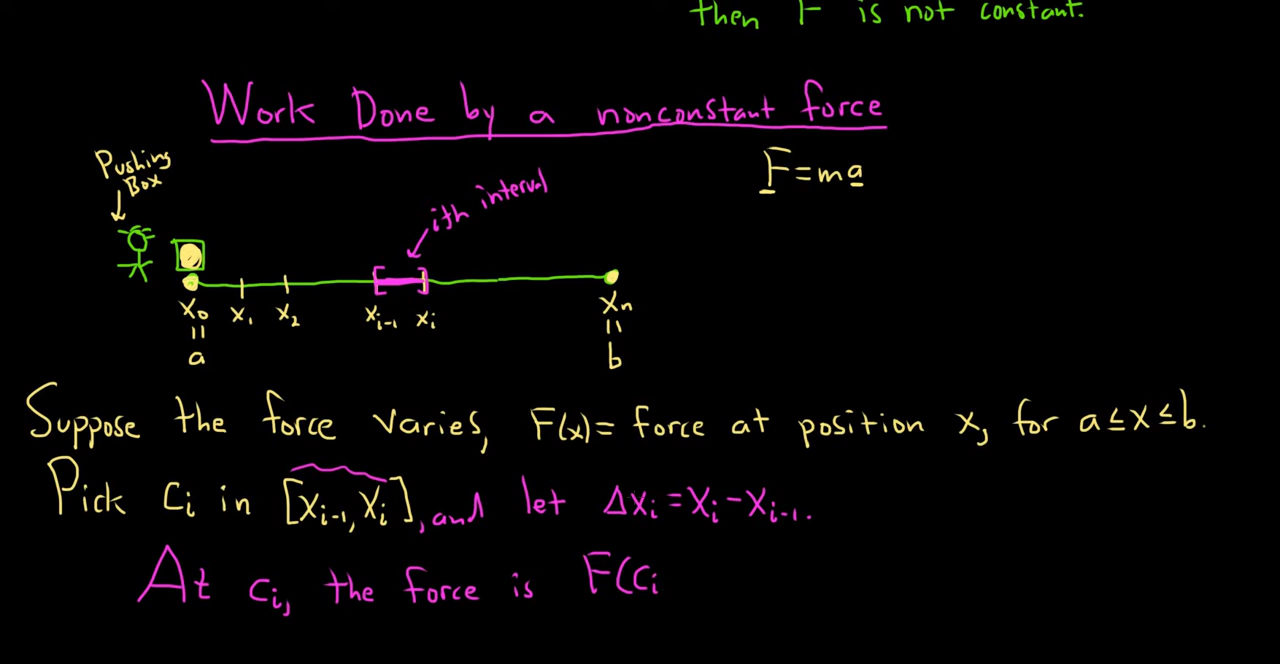 then F is not constant.
Work Done by a nonconstant force
F=ma
Pushing
Box
ith interval
x₀ x₁ x₂ xᵢ₋₁ xᵢ xₙ
=
a
=
b
Suppose the force varies, F(x)= force at position x, for a≤x≤b.
Pick cᵢ in [xᵢ₋₁, xᵢ], and let Δxᵢ=xᵢ-xᵢ₋₁.
At cᵢ, the force is F(cᵢ